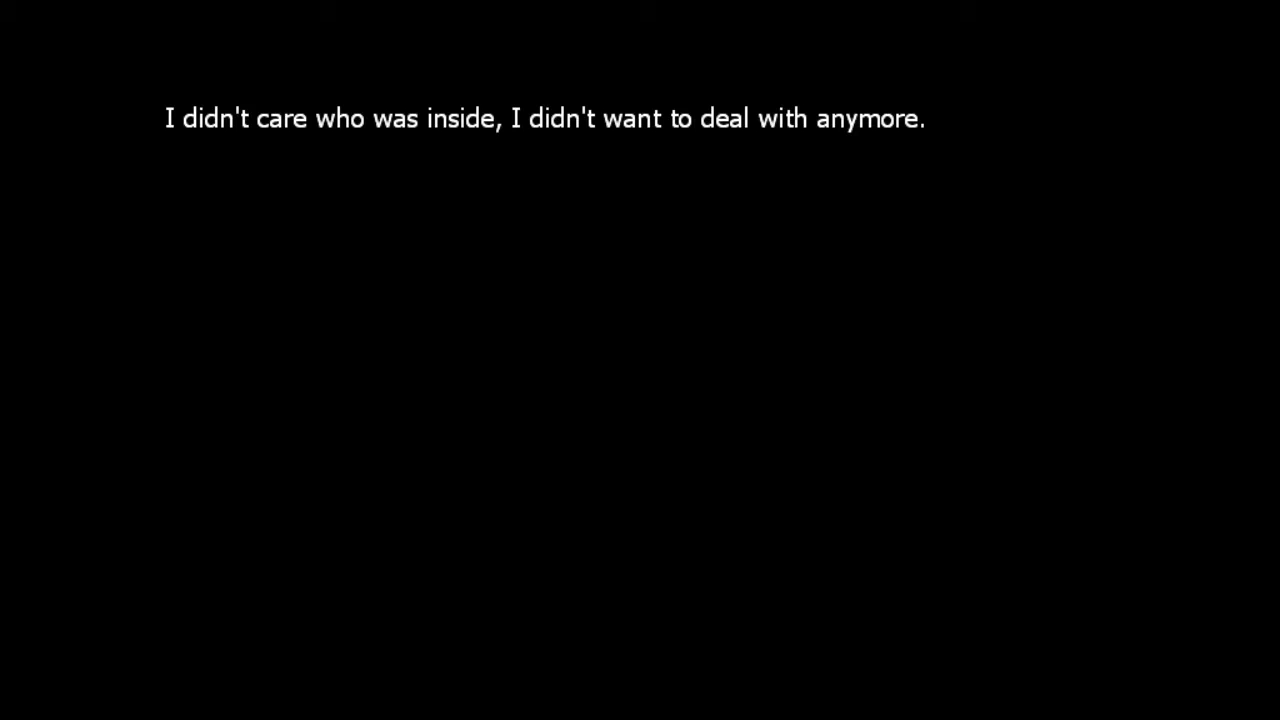 I didn't care who was inside, I didn't want to deal with anymore.